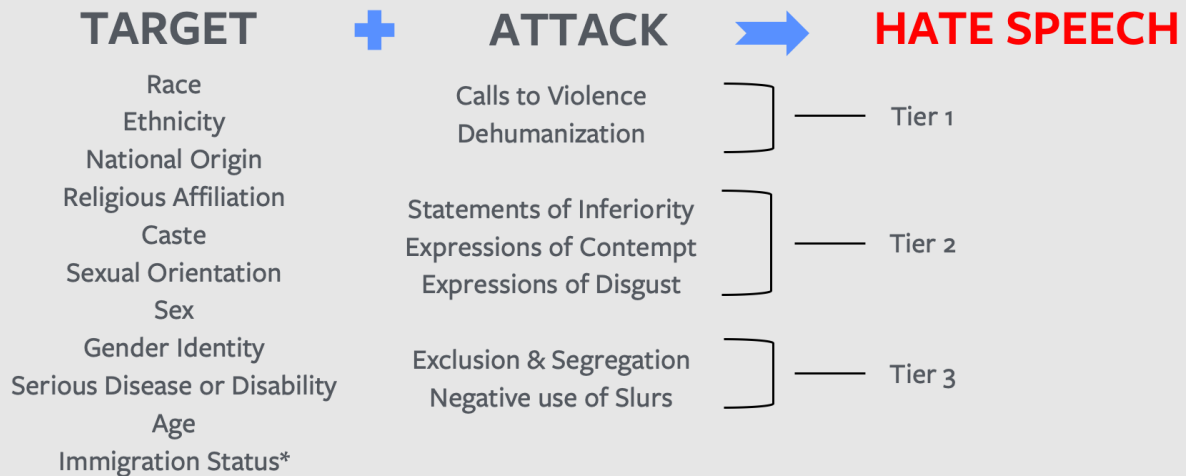 TARGET + ATTACK HATE SPEECH
Race
Ethnicity
National Origin
Religious Affiliation
Caste
Sexual Orientation
Sex
Gender Identity
Serious Disease or Disability
Age
Immigration Status*
Calls to Violence
Dehumanization
Tier 1
Statements of Inferiority
Expressions of Contempt
Expressions of Disgust
Tier 2
Exclusion & Segregation
Negative use of Slurs
Tier 3